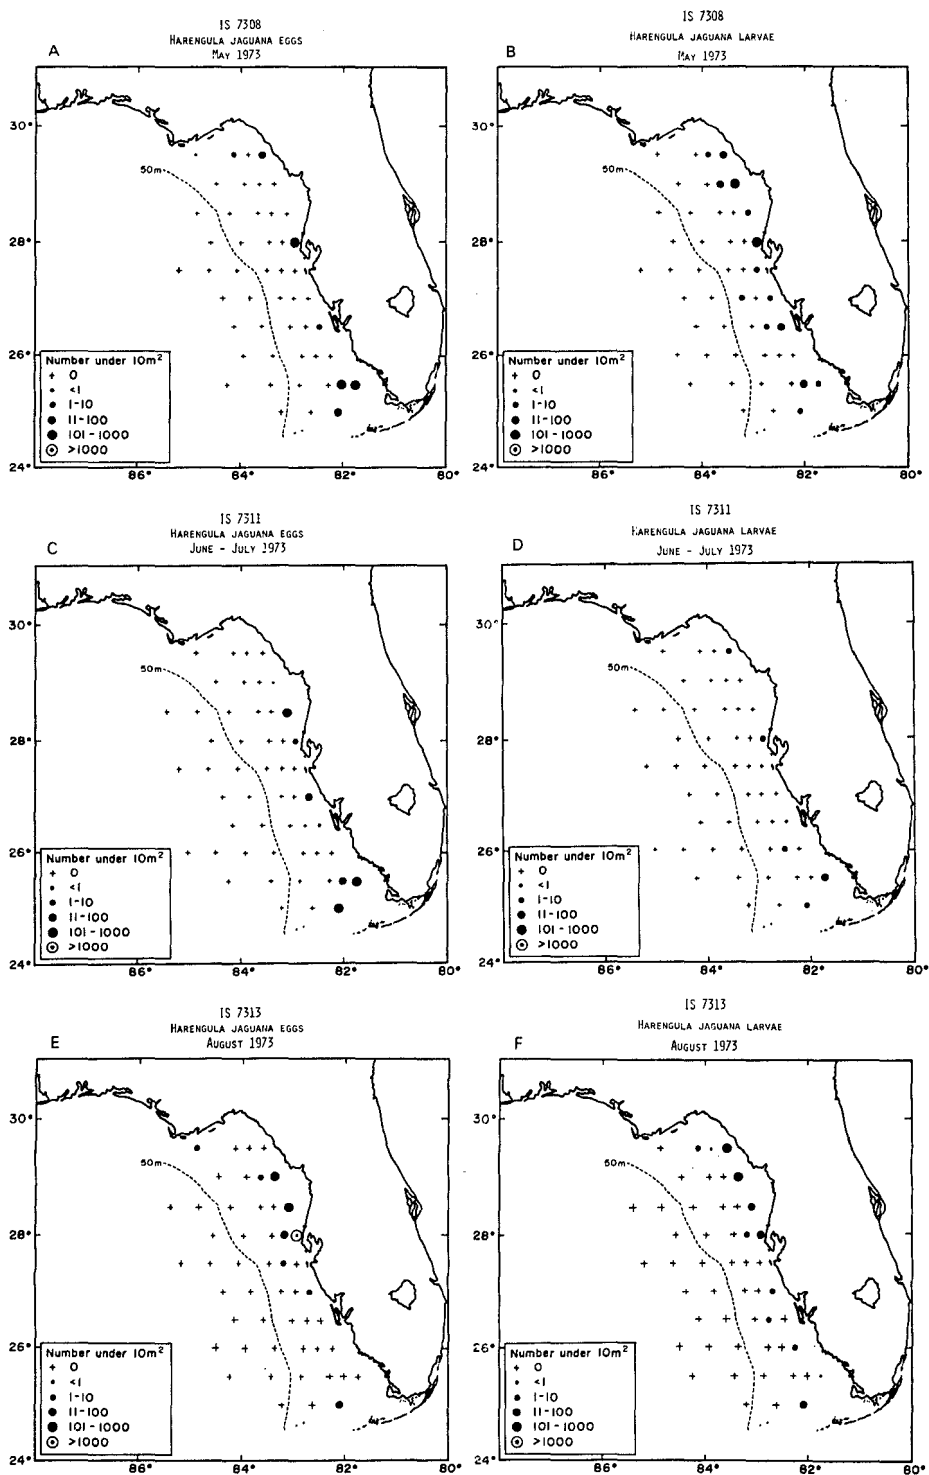 IS 7308
HARENGULA JAGUANA EGGS
MAY 1973
A
30°
28°
26°
24°
50m
Number under 10m²
0
<1
1-10
11-100
101-1000
>1000
86° 84° 82° 80°
IS 7308
HARENGULA JAGUANA LARVAE
MAY 1973
B
30°
28°
26°
24°
50m
Number under 10m²
0
<1
1-10
11-100
101-1000
>1000
86° 84° 82° 80°
IS 7311
HARENGULA JAGUANA EGGS
JUNE - JULY 1973
C
30°
28°
26°
24°
50m
Number under 10m²
0
<1
1-10
11-100
101-1000
>1000
86° 84° 82° 80°
IS 7311
HARENGULA JAGUANA LARVAE
JUNE - JULY 1973
D
30°
28°
26°
24°
50m
Number under 10m²
0
<1
1-10
11-100
101-1000
>1000
86° 84° 82° 80°
IS 7313
HARENGULA JAGUANA EGGS
AUGUST 1973
E
30°
28°
26°
24°
50m
Number under 10m²
0
<1
1-10
11-100
101-1000
>1000
86° 84° 82° 80°
IS 7313
HARENGULA JAGUANA LARVAE
AUGUST 1973
F
30°
28°
26°
24°
50m
Number under 10m²
0
<1
1-10
11-100
101-1000
>1000
86° 84° 82° 80°